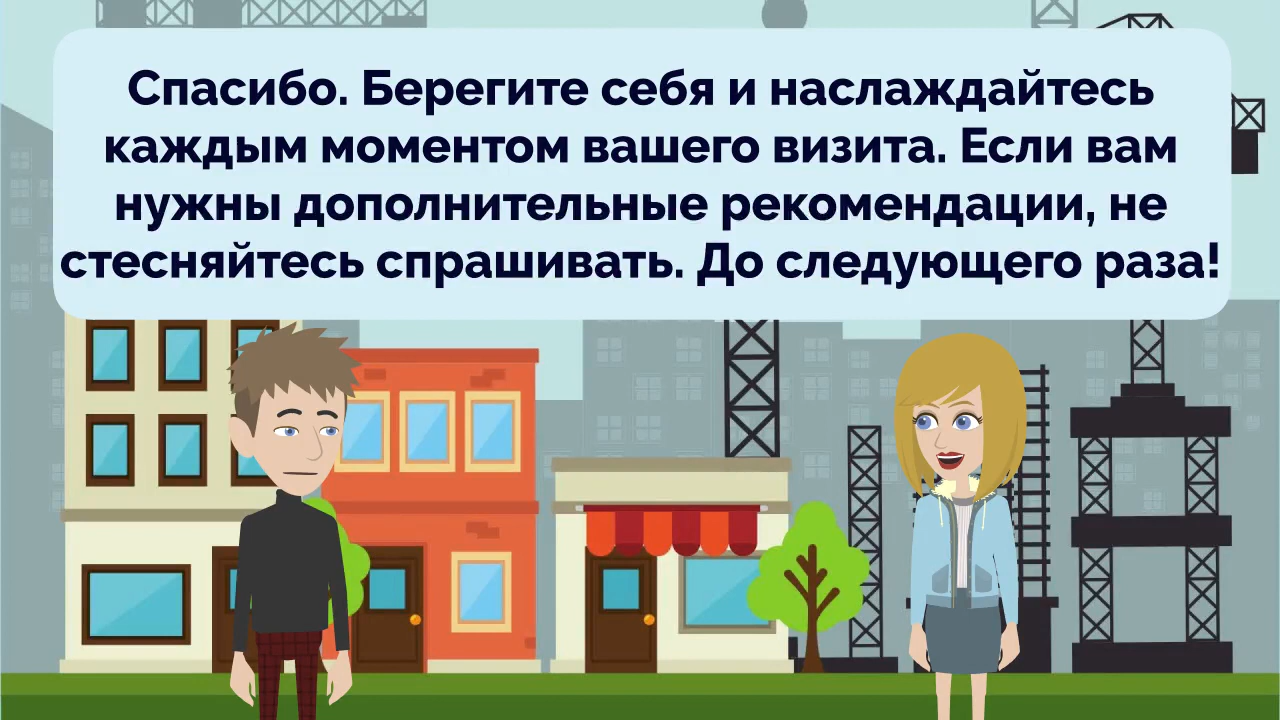 Спасибо. Берегите себя и наслаждайтесь
каждым моментом вашего визита. Если вам
нужны дополнительные рекомендации, не
стесняйтесь спрашивать. До следующего раза!